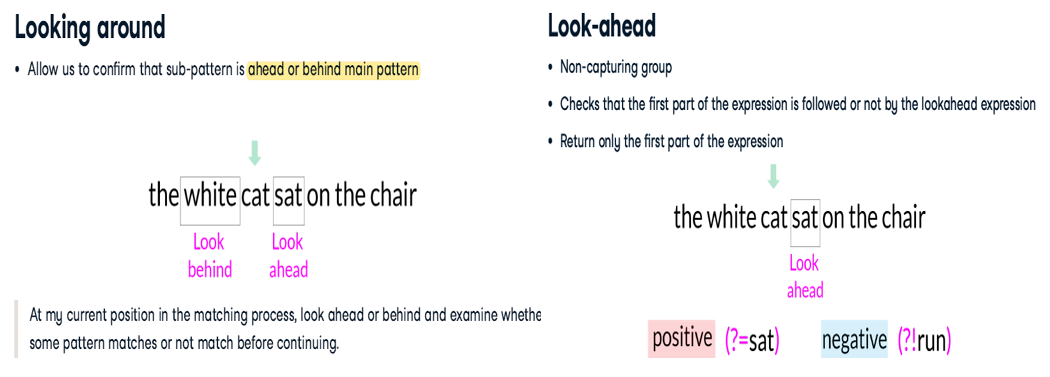 Looking around
• Allow us to confirm that sub-pattern is ahead or behind main pattern
the white cat sat on the chair
Look behind
Look ahead
At my current position in the matching process, look ahead or behind and examine whethe
some pattern matches or not match before continuing.
Look-ahead
• Non-capturing group
• Checks that the first part of the expression is followed or not by the lookahead expression
• Return only the first part of the expression
the white cat sat on the chair
Look
ahead
positive (?=sat) negative (?!run)